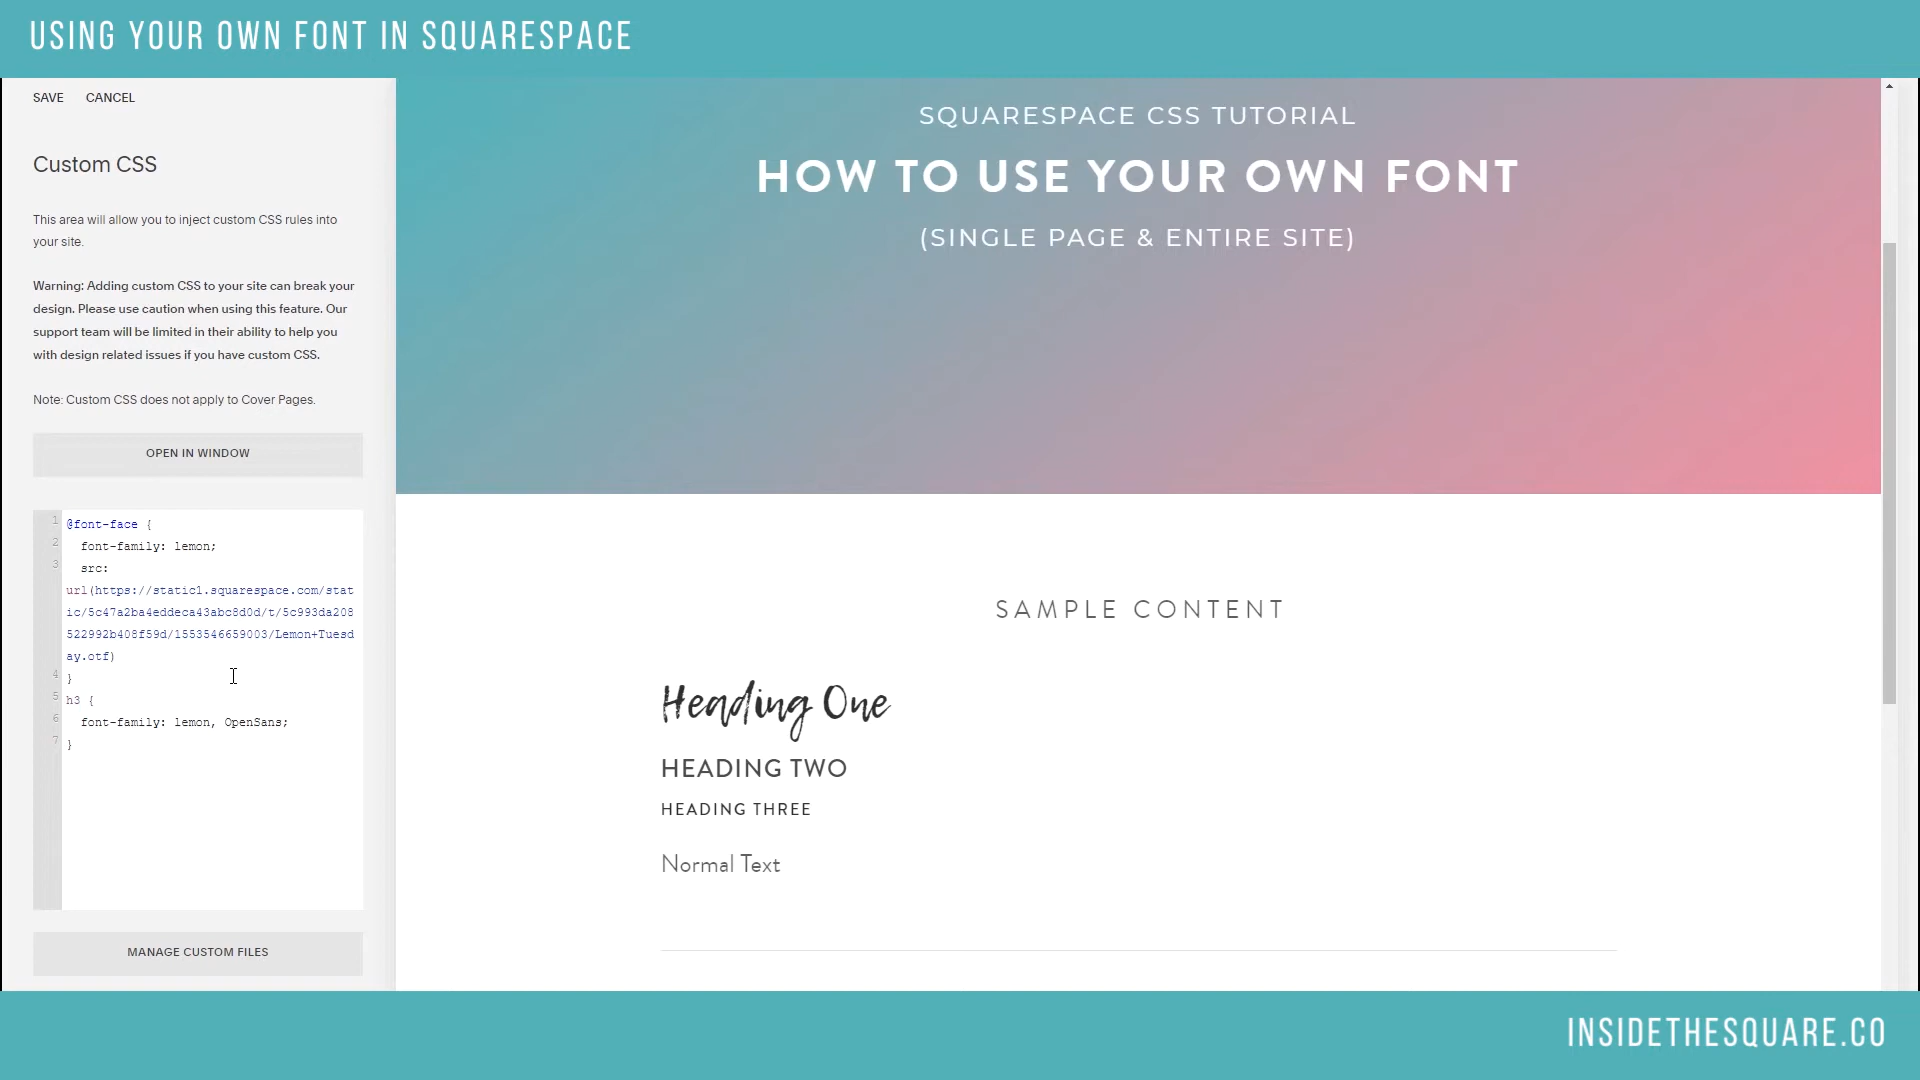 USING YOUR OWN FONT IN SQUARESPACE
SAVE CANCEL
Custom CSS
This area will allow you to inject custom CSS rules into
your site.
Warning: Adding custom CSS to your site can break your
design. Please use caution when using this feature. Our
support team will be limited in their ability to help you
with design related issues if you have custom CSS.
Note: Custom CSS does not apply to Cover Pages.
OPEN IN WINDOW
1 @font-face {
2 font-family: lemon;
3 src:
url(https://static1.squarespace.com/stat
ic/5c47a2ba4eddeca43abc8d0d/t/5c993da208
522992b408f59d/1553546659003/Lemon+Tuesd
ay.otf)
4 }
5 h3 {
6 font-family: lemon, OpenSans;
7 }
MANAGE CUSTOM FILES
SQUARESPACE CSS TUTORIAL
HOW TO USE YOUR OWN FONT
(SINGLE PAGE & ENTIRE SITE)
SAMPLE CONTENT
Heading One
HEADING TWO
HEADING THREE
Normal Text
INSIDETHESQUARE.CO